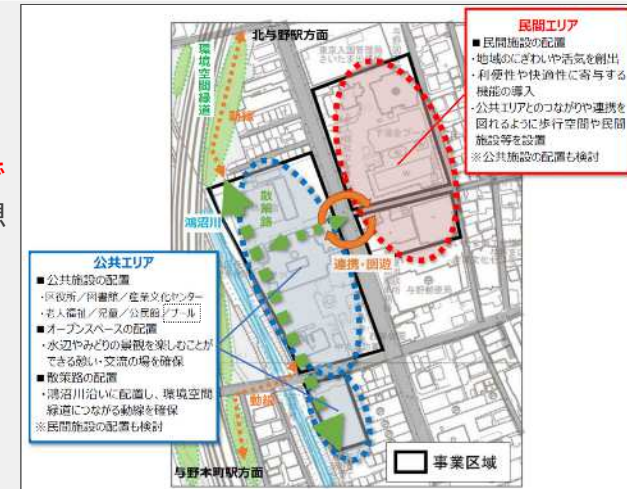 北与野駅方面
環境空間緑道
動線
散策路
鴻沼川
連携・回遊
動線
与野本町駅方面
事業区域
民間エリア
■民間施設の配置
・地域のにぎわいや活気を創出
・利便性や快適性に寄与する
機能の導入
・公共エリアとのつながりや連携を
図れるように歩行空間や民間
施設等を設置
※公共施設の配置も検討
公共エリア
■公共施設の配置
・区役所／図書館／産業文化センター
・老人福祉／児童／公民館／プール
■オープンスペースの配置
・水辺やみどりの景観を楽しむことが
できる憩い・交流の場を確保
■散策路の配置
・鴻沼川沿いに配置し、環境空間
緑道につながる動線を確保
※民間施設の配置も検討